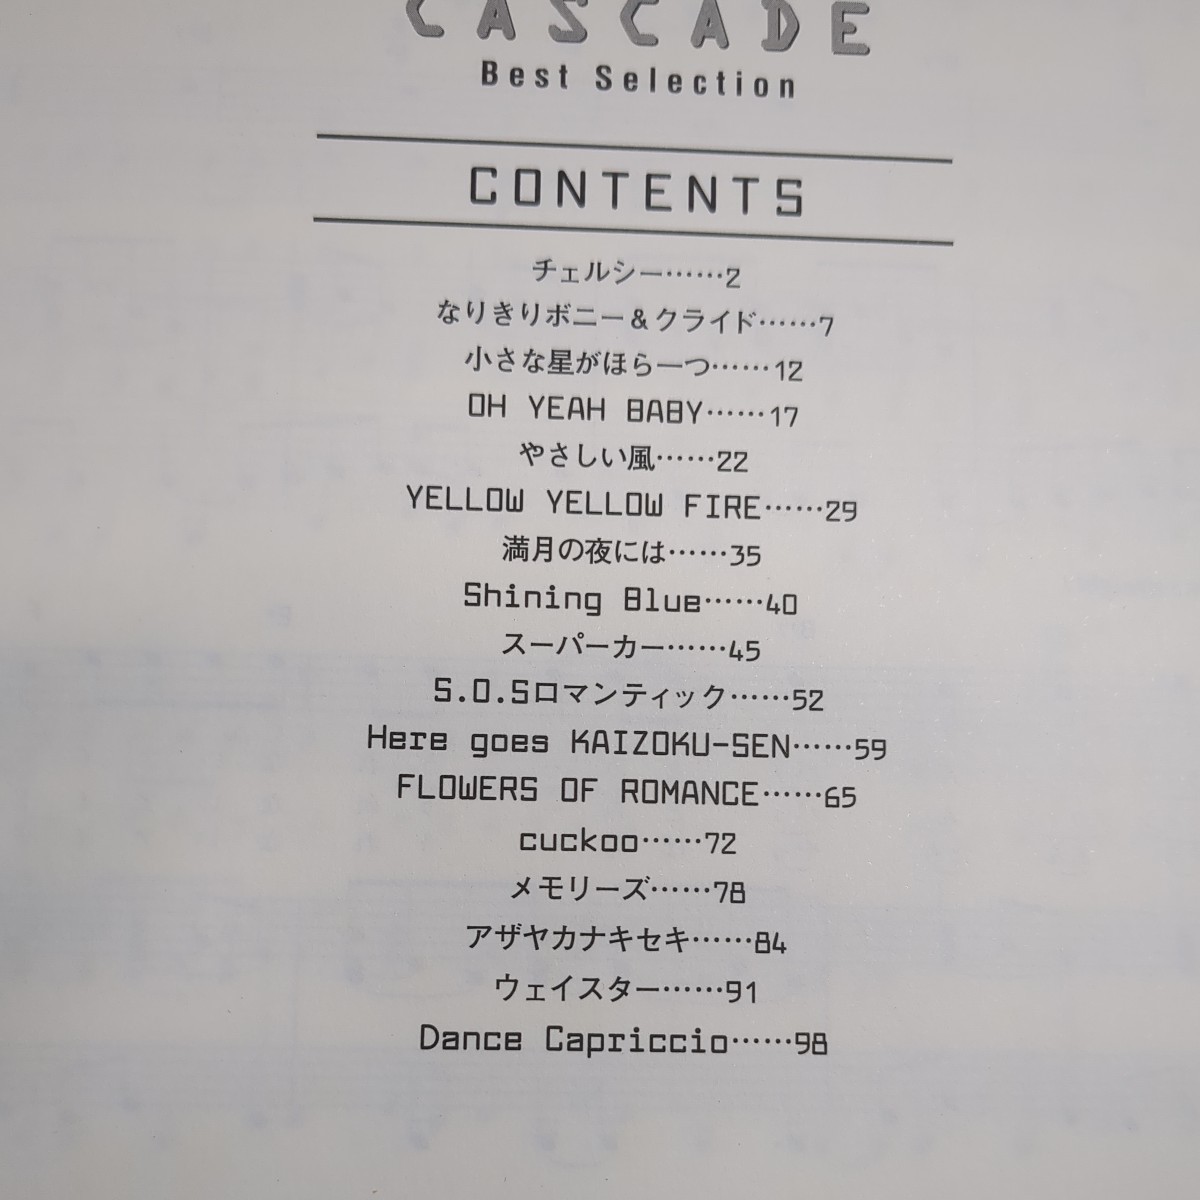 CASCADE
Best Selection
CONTENTS
チェルシー……2
なりきりボニー&クライド……7
小さな星がほら一つ……12
OH YEAH BABY……17
やさしい風……22
YELLOW YELLOW FIRE……29
満月の夜には……35
Shining Blue……40
スーパーカー……45
S.O.Sロマンティック……52
Here goes KAIZOKU-SEN……59
FLOWERS OF ROMANCE……65
cuckoo……72
メモリーズ……78
アザヤカナキセキ……84
ウェイスター……91
Dance Capriccio……98